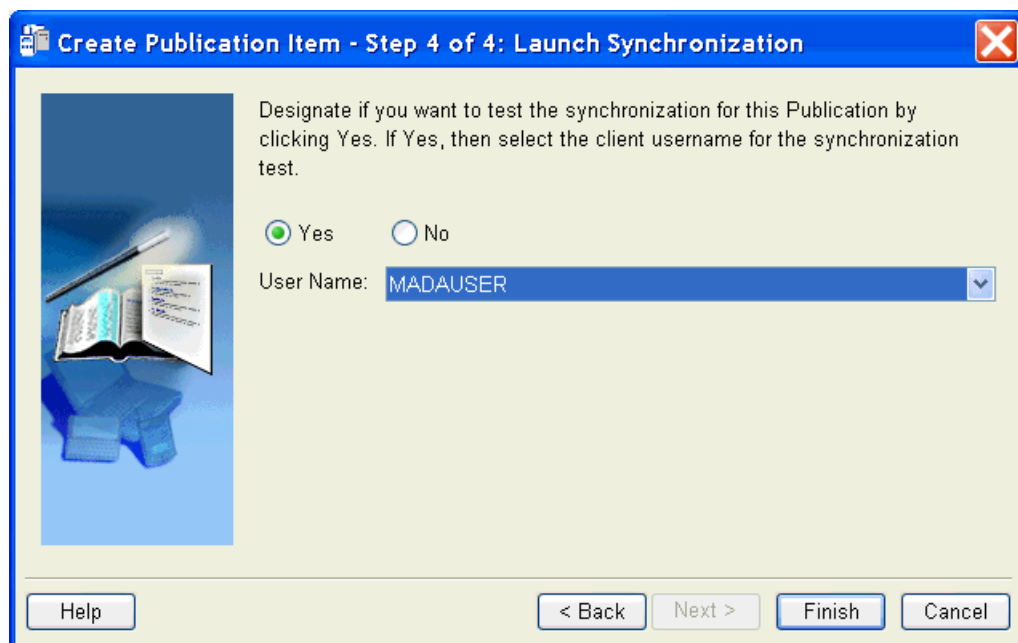 Create Publication Item - Step 4 of 4: Launch Synchronization
Designate if you want to test the synchronization for this Publication by
clicking Yes. If Yes, then select the client username for the synchronization
test.
Yes
No
User Name:
MADAUSER
Help
< Back
Next >
Finish
Cancel